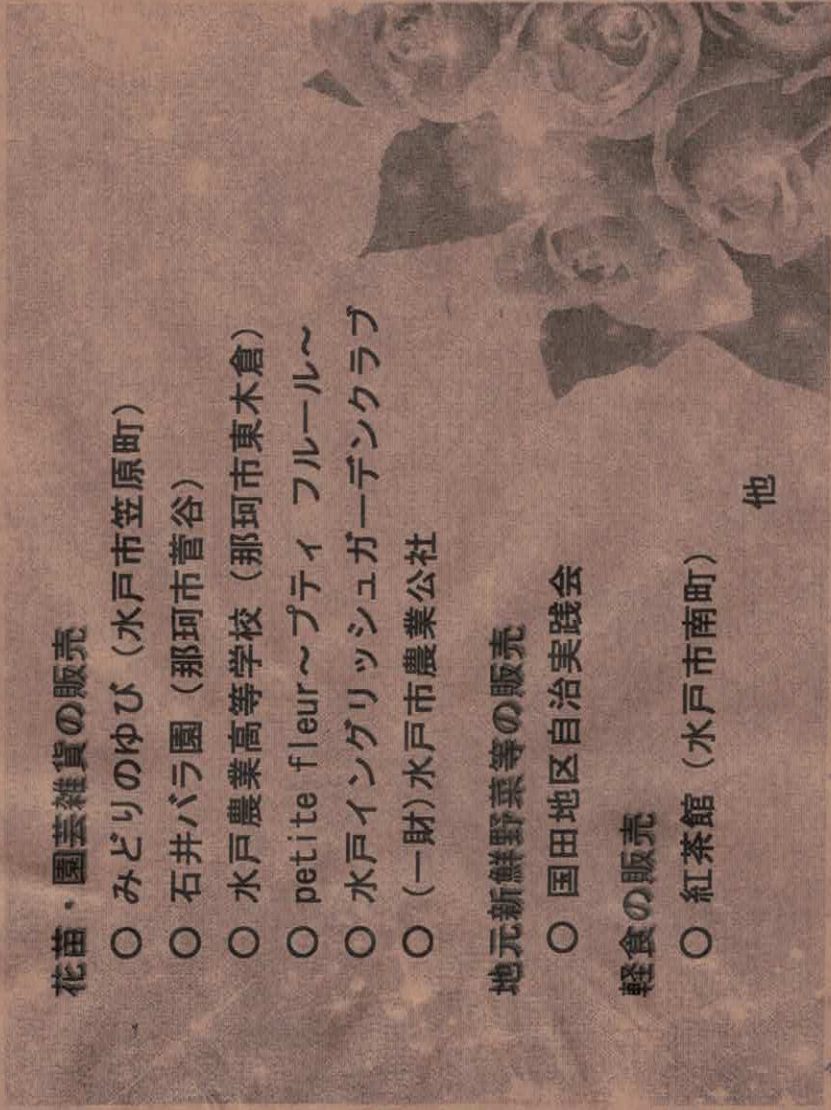 花苗・園芸雑貨の販売
○ みどりのゆび（水戸市笠原町）
○ 石井バラ園（那珂市菅谷）
○ 水戸農業高等学校（那珂市東木倉）
○ petite fleur～プティ フルール～
○ 水戸イングリッシュガーデンクラブ
○ (一財)水戸市農業公社
地元新鮮野菜等の販売
○ 国田地区自治実践会
軽食の販売
○ 紅茶館（水戸市南町）
他